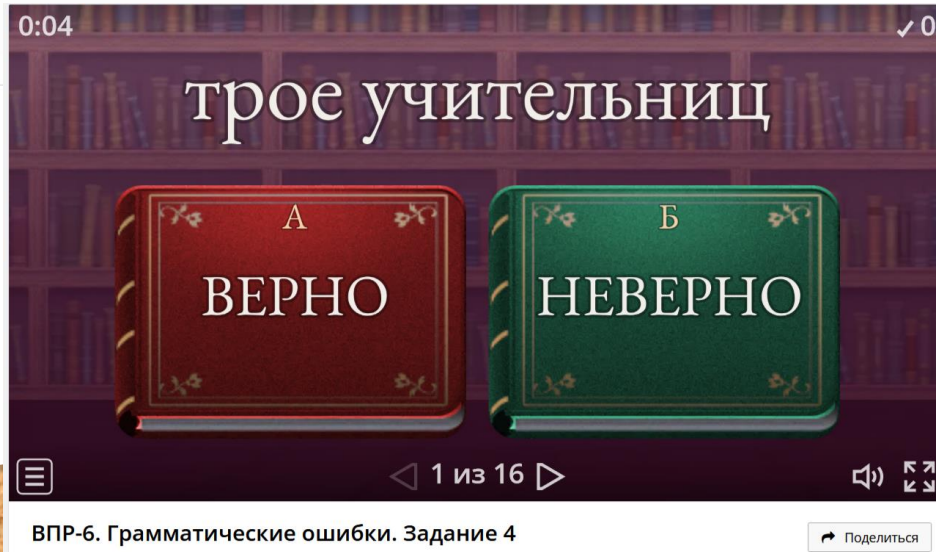 0:04
✓ 0
трое учительниц
А
ВЕРНО
Б
НЕВЕРНО
1 из 16
ВПР-6. Грамматические ошибки. Задание 4
Поделиться